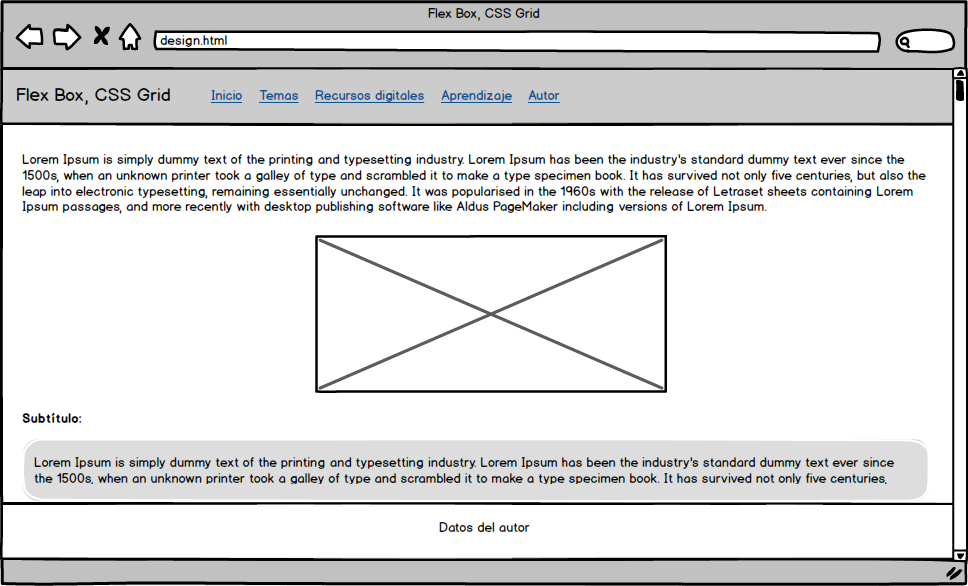 Flex Box, CSS Grid
design.html
Flex Box, CSS Grid Inicio Temas Recursos digitales Aprendizaje Autor
Lorem Ipsum is simply dummy text of the printing and typesetting industry. Lorem Ipsum has been the industry's standard dummy text ever since the
1500s, when an unknown printer took a galley of type and scrambled it to make a type specimen book. It has survived not only five centuries, but also the
leap into electronic typesetting, remaining essentially unchanged. It was popularised in the 1960s with the release of Letraset sheets containing Lorem
Ipsum passages, and more recently with desktop publishing software like Aldus PageMaker including versions of Lorem Ipsum.
Subtítulo:
Lorem Ipsum is simply dummy text of the printing and typesetting industry. Lorem Ipsum has been the industry's standard dummy text ever since
the 1500s, when an unknown printer took a galley of type and scrambled it to make a type specimen book. It has survived not only five centuries,
Datos del autor